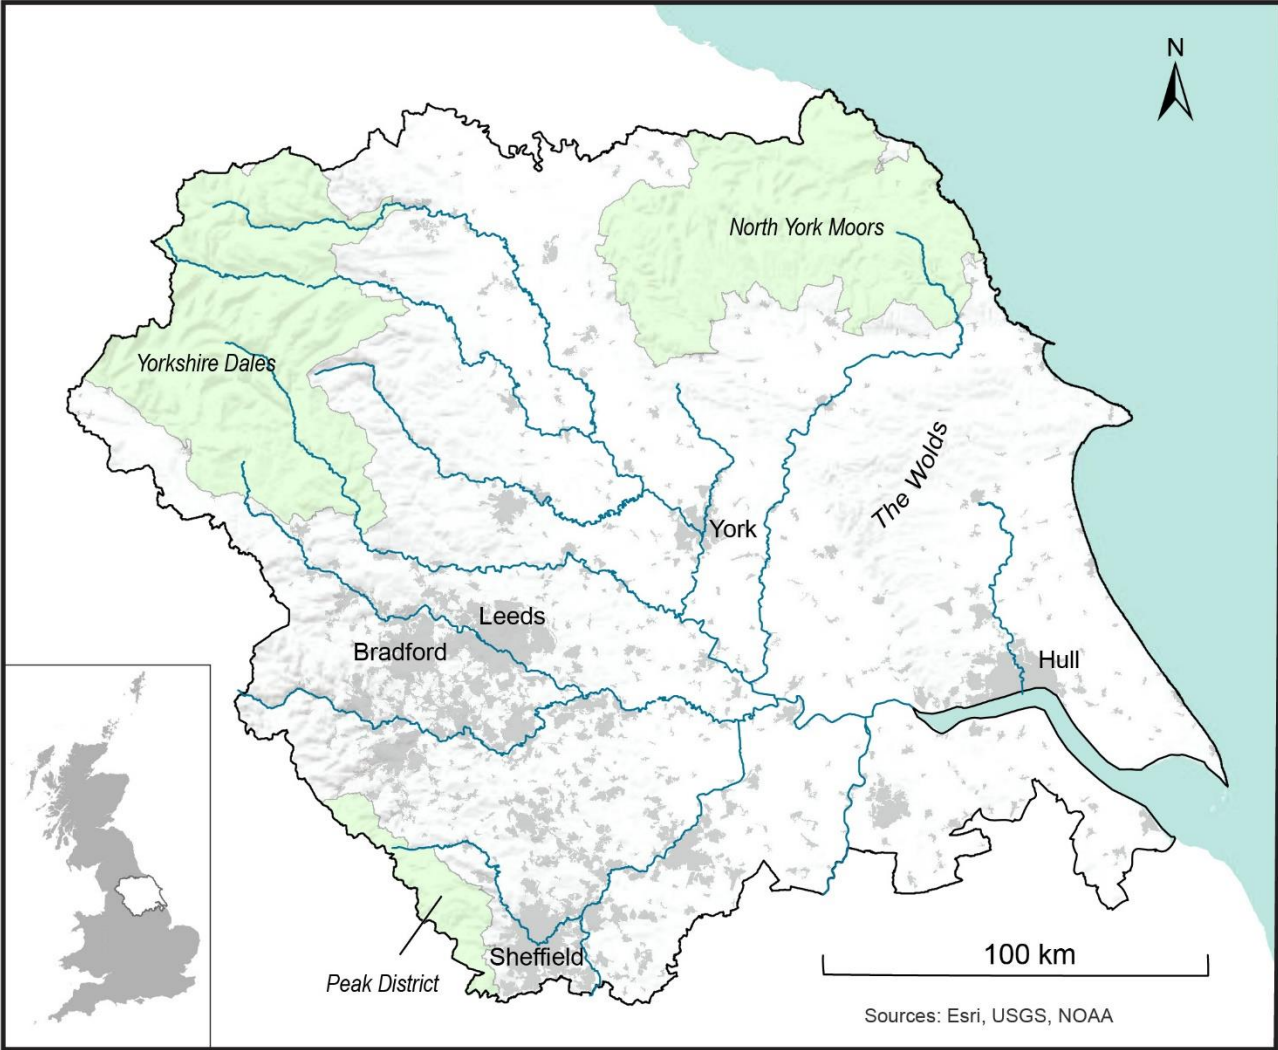 N
North York Moors
Yorkshire Dales
The Wolds
York
Leeds
Bradford
Hull
Sheffield
Peak District
100 km
Sources: Esri, USGS, NOAA